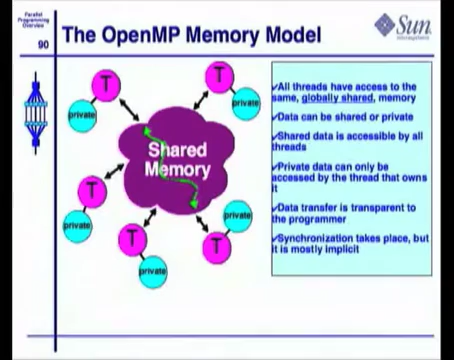 Parallel
Programming
Overview
90
The OpenMP Memory Model
Sun
microsystems
T
private
T
private
Shared
Memory
T
private
T
private
T
private
✓All threads have access to the
same, globally shared, memory
✓Data can be shared or private
✓Shared data is accessible by all
threads
✓Private data can only be
accessed by the thread that owns
it
✓Data transfer is transparent to
the programmer
✓Synchronization takes place, but
it is mostly implicit